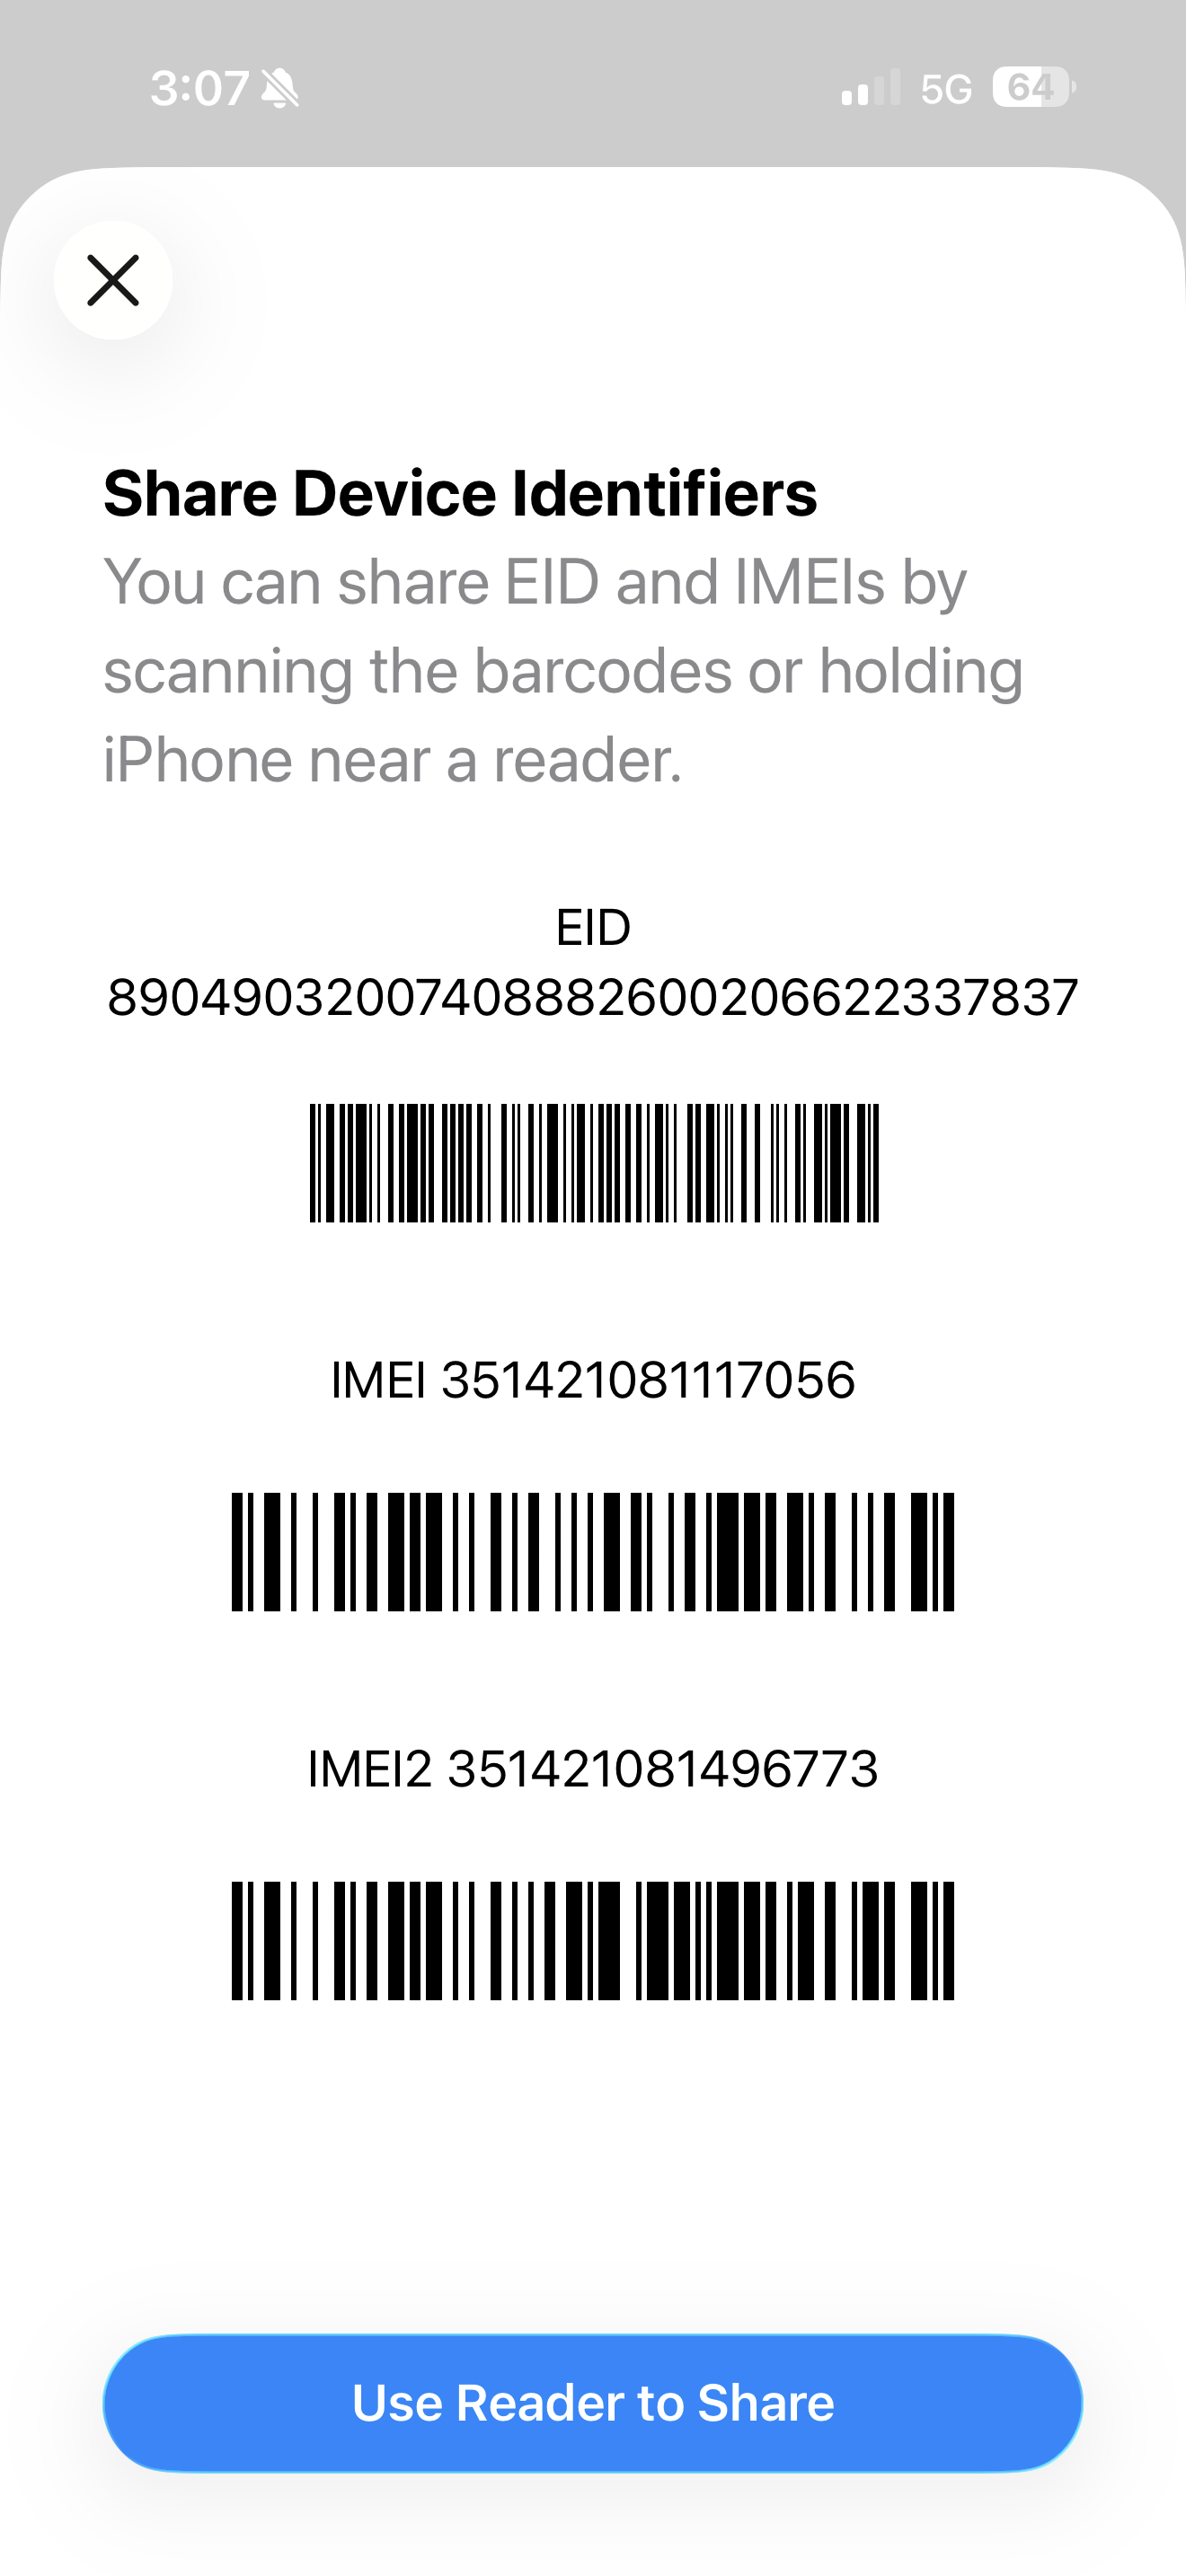 3:07
5G
64
Share Device Identifiers
You can share EID and IMEIs by
scanning the barcodes or holding
iPhone near a reader.
EID
89049032007408882600206622337837
IMEI 351421081117056
IMEI2 351421081496773
Use Reader to Share